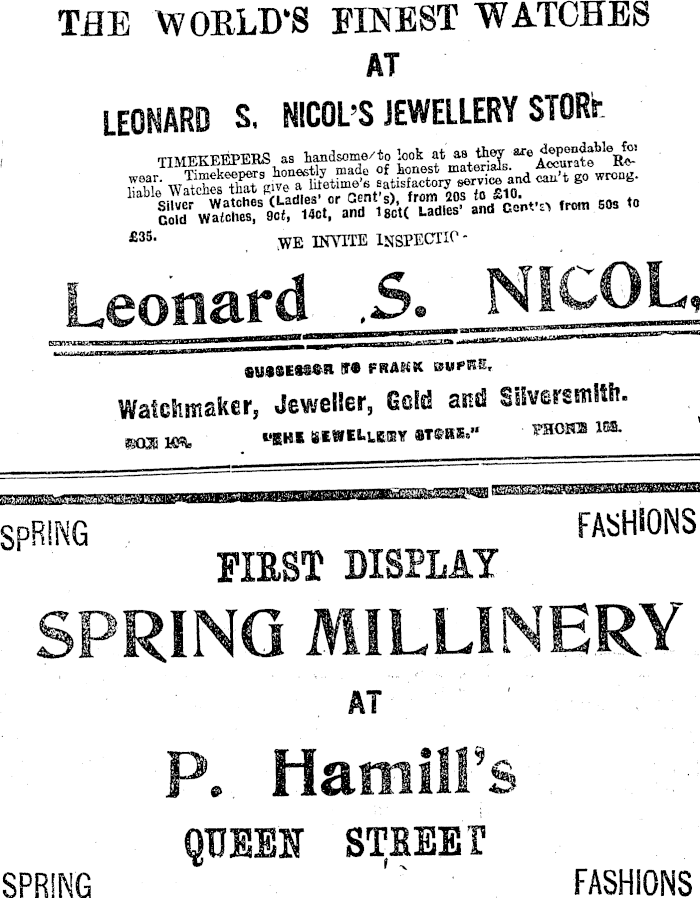 THE WORLD'S FINEST WATCHES
AT
LEONARD S. NICOL'S JEWELLERY STORE
TIMEKEEPERS as handsome to look at as they are dependable for
wear. Timekeepers honestly made of honest materials. Accurate Re-
liable Watches that give a lifetime's satisfactory service and can't go wrong.
Silver Watches (Ladies' or Gent's), from 20s to £10.
Gold Watches, 9ct, 14ct, and 18ct( Ladies' and Gent's) from 50s to
£35.
WE INVITE INSPECTIO
Leonard S. NICOL,
SUCCESSOR TO FRANK DUPRE,
Watchmaker, Jeweller, Gold and Silversmith.
BOX "THE JEWELLERY STORE." PHONE
SPRING FASHIONS
FIRST DISPLAY
SPRING MILLINERY
AT
P. Hamill's
QUEEN STREET
SPRING FASHIONS